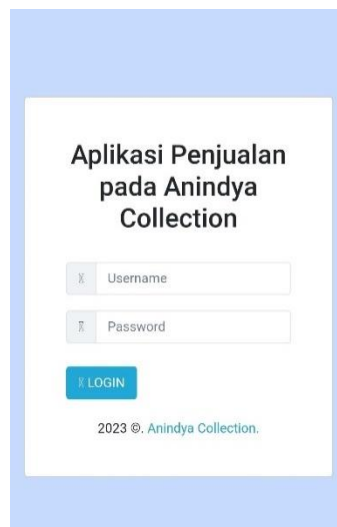 Aplikasi Penjualan
pada Anindya
Collection
Username
Password
LOGIN
2023 ©. Anindya Collection.